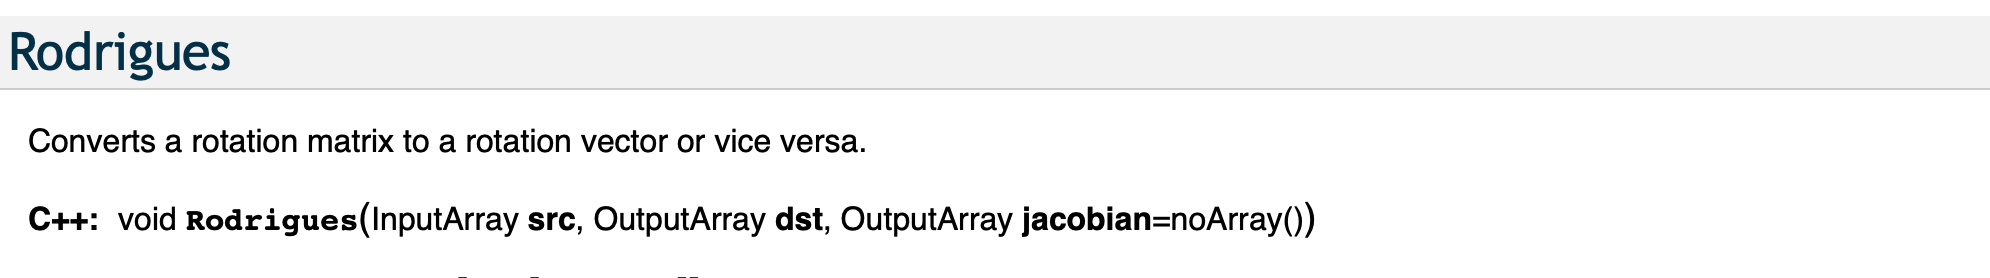 Rodrigues
Converts a rotation matrix to a rotation vector or vice versa.
C++: void Rodrigues(InputArray src, OutputArray dst, OutputArray jacobian=noArray())